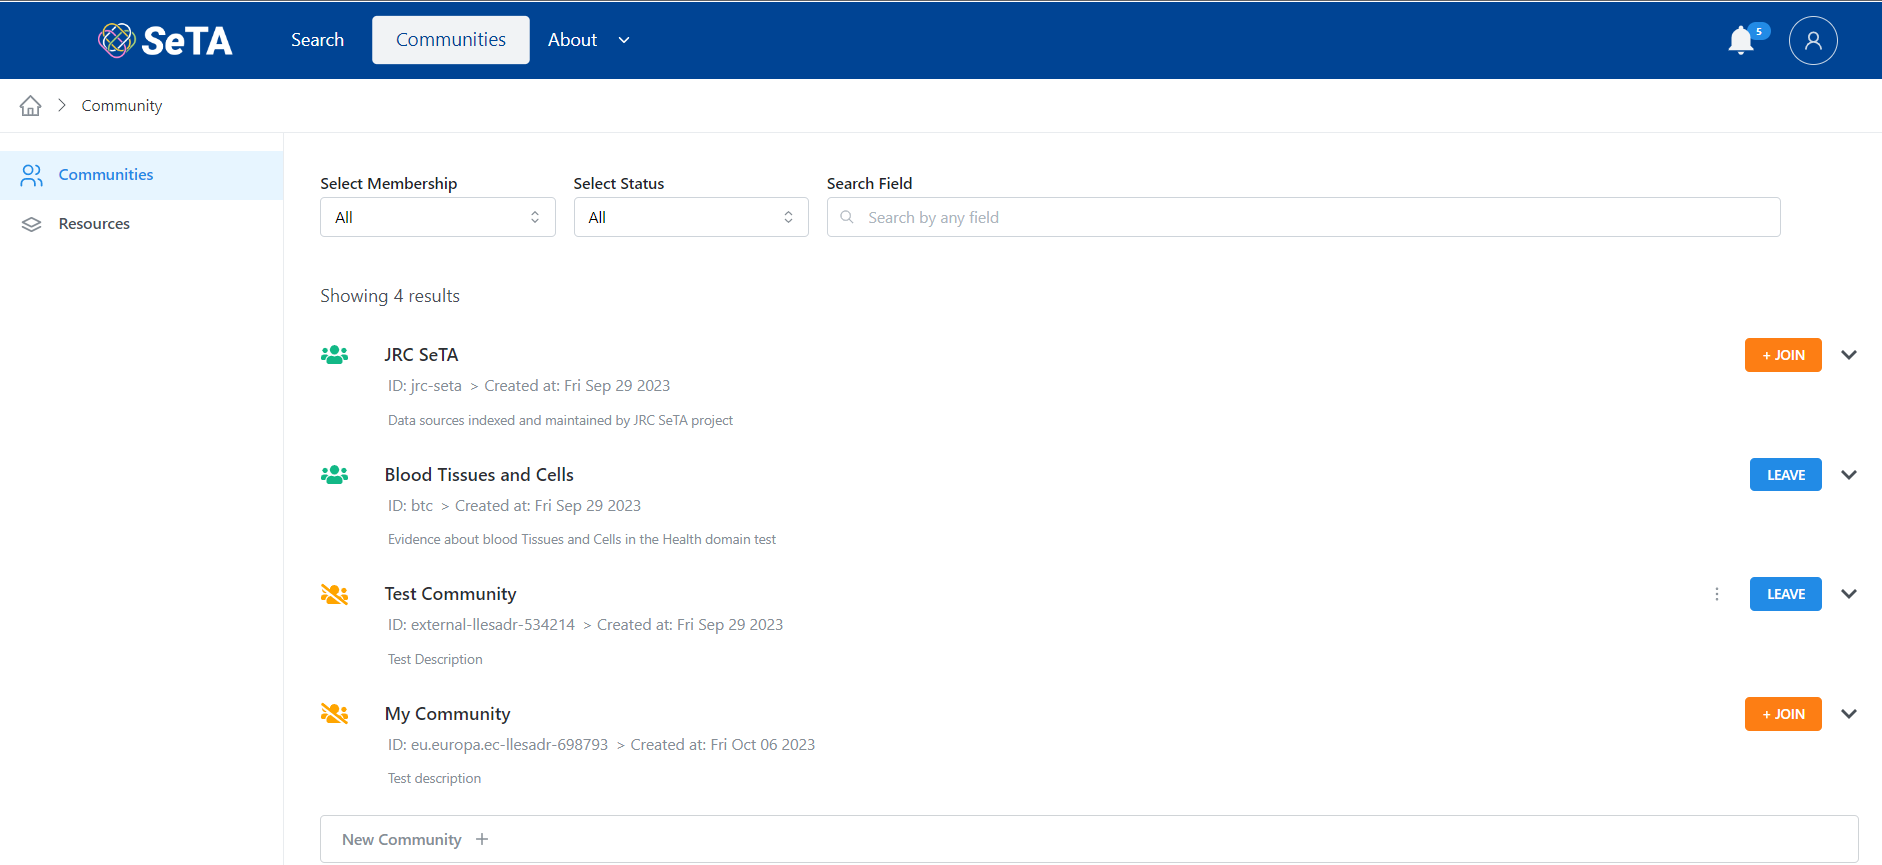 SeTA
Search
Communities
About
5
Community
Communities
Resources
Select Membership
Select Status
Search Field
All
All
Search by any field
Showing 4 results
JRC SeTA
+ JOIN
ID: jrc-seta > Created at: Fri Sep 29 2023
Data sources indexed and maintained by JRC SeTA project
Blood Tissues and Cells
LEAVE
ID: btc > Created at: Fri Sep 29 2023
Evidence about blood Tissues and Cells in the Health domain test
Test Community
LEAVE
ID: external-llesadr-534214 > Created at: Fri Sep 29 2023
Test Description
My Community
+ JOIN
ID: eu.europa.ec-llesadr-698793 > Created at: Fri Oct 06 2023
Test description
New Community +